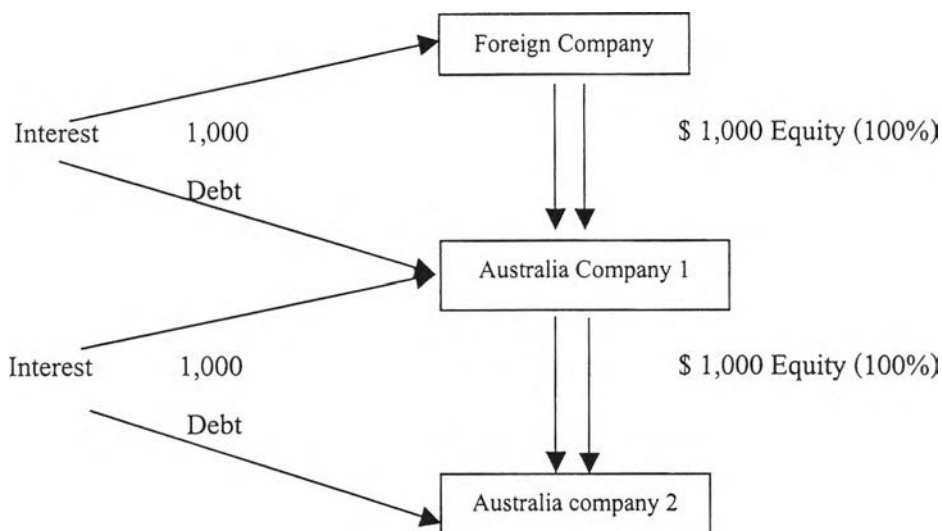 Foreign Company
Interest 1,000
$ 1,000 Equity (100%)
Debt
Australia Company 1
Interest 1,000
$ 1,000 Equity (100%)
Debt
Australia company 2